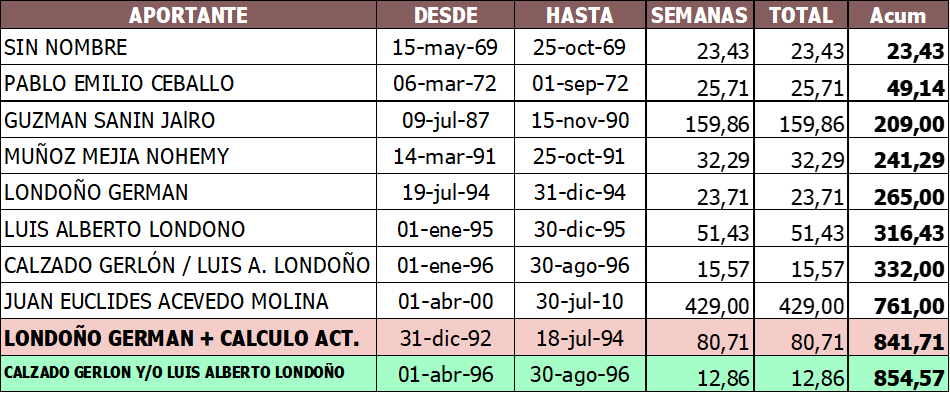 APORTANTE DESDE HASTA SEMANAS TOTAL Acum
SIN NOMBRE 15-may-69 25-oct-69 23,43 23,43 23,43
PABLO EMILIO CEBALLO 06-mar-72 01-sep-72 25,71 25,71 49,14
GUZMAN SANIN JAlRO 09-jul-87 15-nov-90 159,86 159,86 209,00
MUÑOZ MEJIA NOHEMY 14-mar-91 25-oct-91 32,29 32,29 241,29
LONDOÑO GERMAN 19-jul-94 31-dic-94 23,71 23,71 265,00
LUIS ALBERTO LONDONO 01-ene-95 30-dic-95 51,43 51,43 316,43
CALZADO GERLÓN / LUIS A. LONDOÑO 01-ene-96 30-ago-96 15,57 15,57 332,00
JUAN EUCLIDES ACEVEDO MOLINA 01-abr-00 30-jul-10 429,00 429,00 761,00
LONDOÑO GERMAN + CALCULO ACT. 31-dic-92 18-jul-94 80,71 80,71 841,71
CALZADO GERLON Y/O LUIS ALBERTO LONDOÑO 01-abr-96 30-ago-96 12,86 12,86 854,57